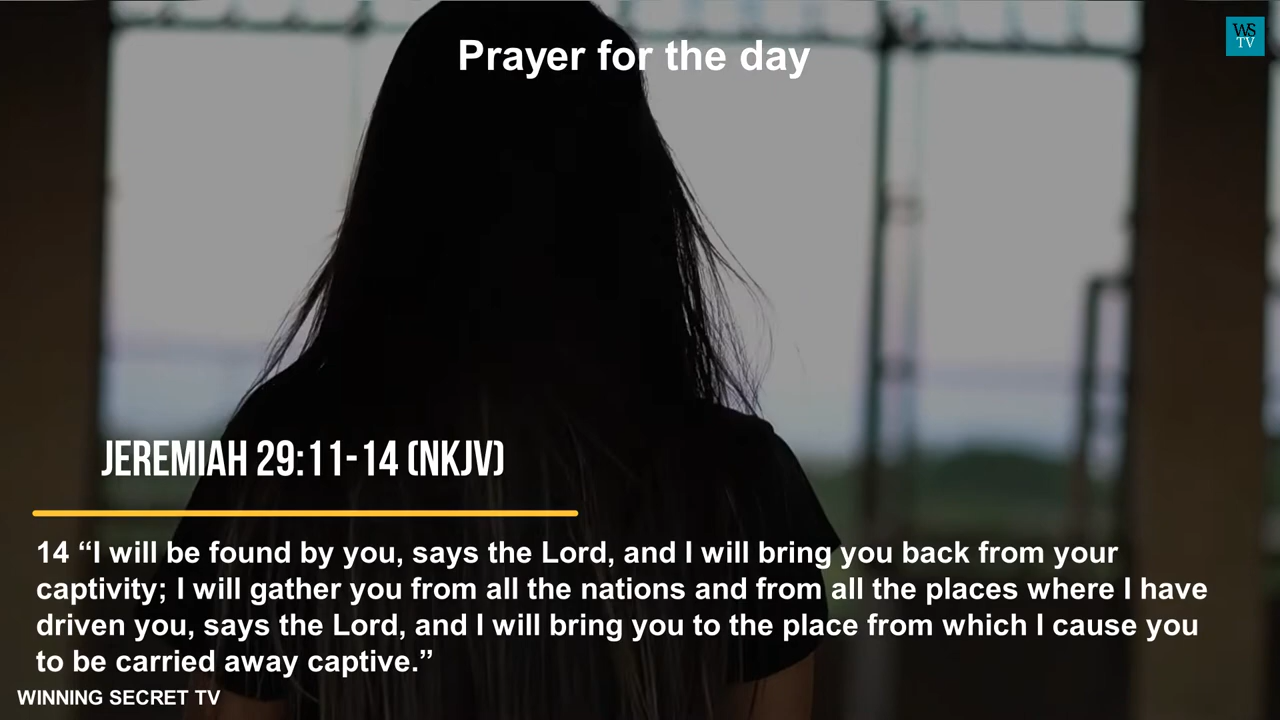 Prayer for the day
WS
TV
JEREMIAH 29:11-14 (NKJV)
14 “I will be found by you, says the Lord, and I will bring you back from your
captivity; I will gather you from all the nations and from all the places where I have
driven you, says the Lord, and I will bring you to the place from which I cause you
to be carried away captive.”
WINNING SECRET TV